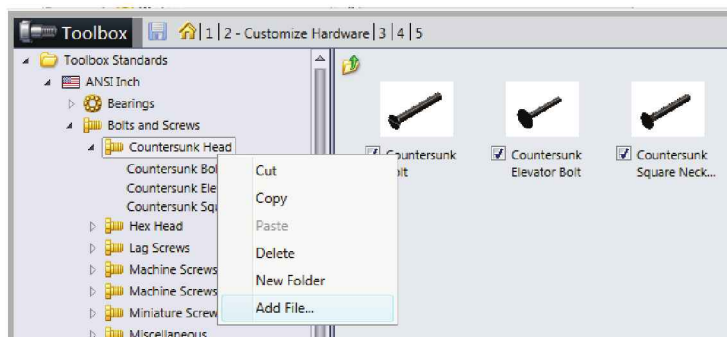 Toolbox 1 2 - Customize Hardware 3 4 5
Toolbox Standards
ANSI Inch
Bearings
Bolts and Screws
Countersunk Head
Countersunk Bo
Countersunk Ele
Countersunk Squ
Hex Head
Lag Screws
Machine Screws
Machine Screws
Miniature Screw
Miscellaneous
Cut
Copy
Paste
Delete
New Folder
Add File...
Countersunk
Countersunk
Elevator Bolt
Countersunk
Square Neck...